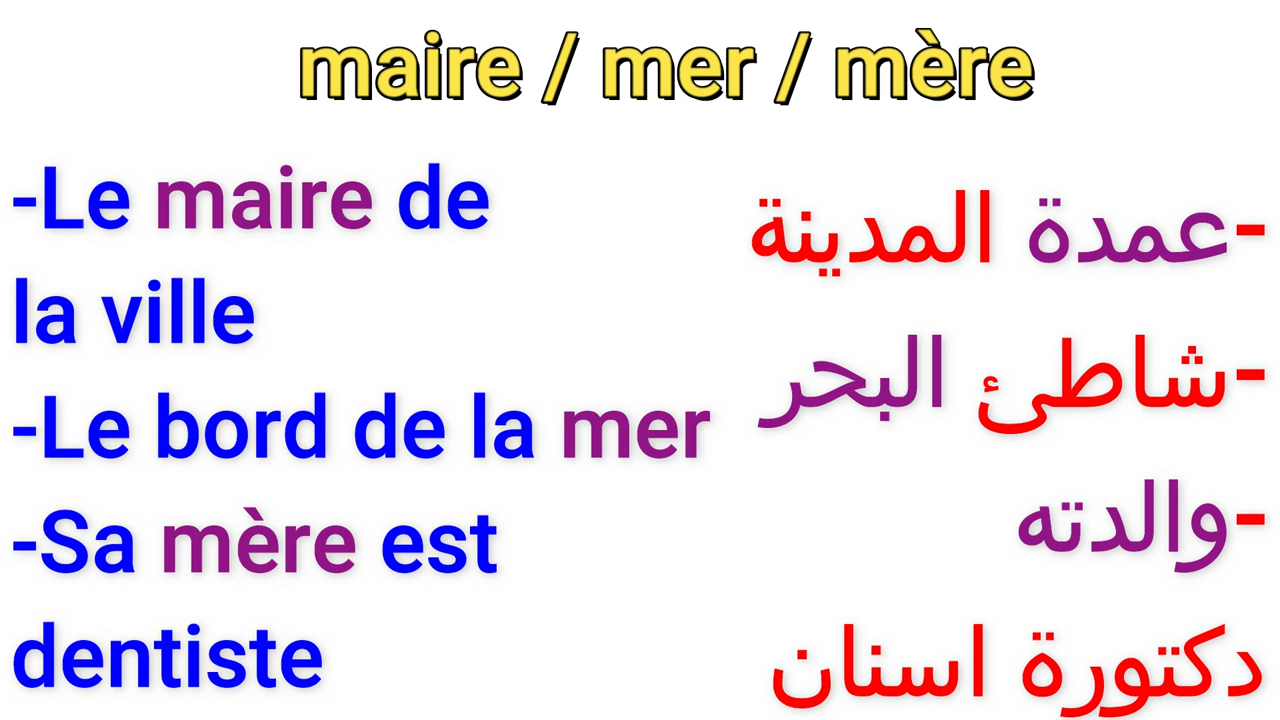 maire / mer / mère
-Le maire de
la ville
-Le bord de la mer
-Sa mère est
dentiste
-عمدة المدينة
-شاطئ البحر
-والدته
دكتورة اسنان